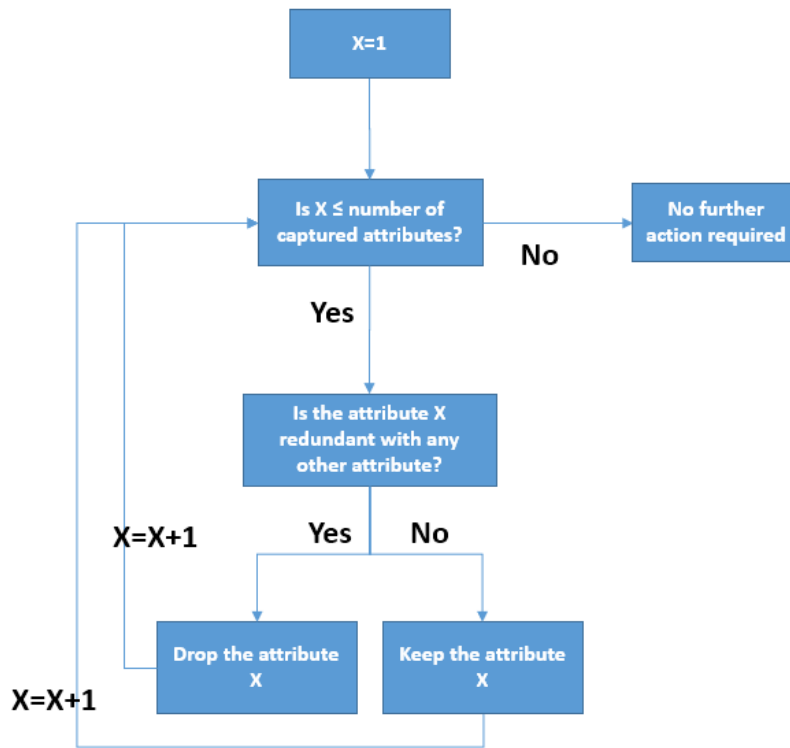 X=1
Is X ≤ number of
captured attributes?
No further
action required
No
Yes
Is the attribute X
redundant with any
other attribute?
X=X+1
Yes
No
Drop the attribute
X
Keep the attribute
X
X=X+1